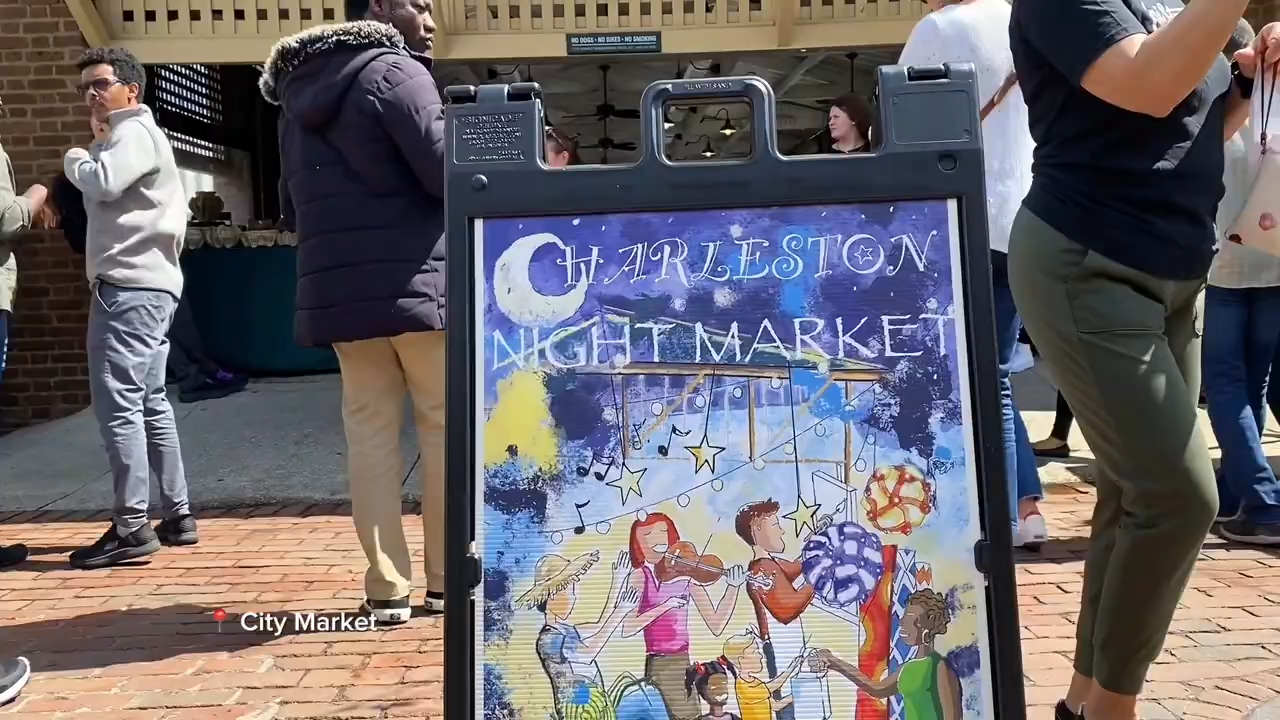 NO DOGS • NO BIKES • NO SMOKING
CHARLESTON
NIGHT MARKET
📍 City Market